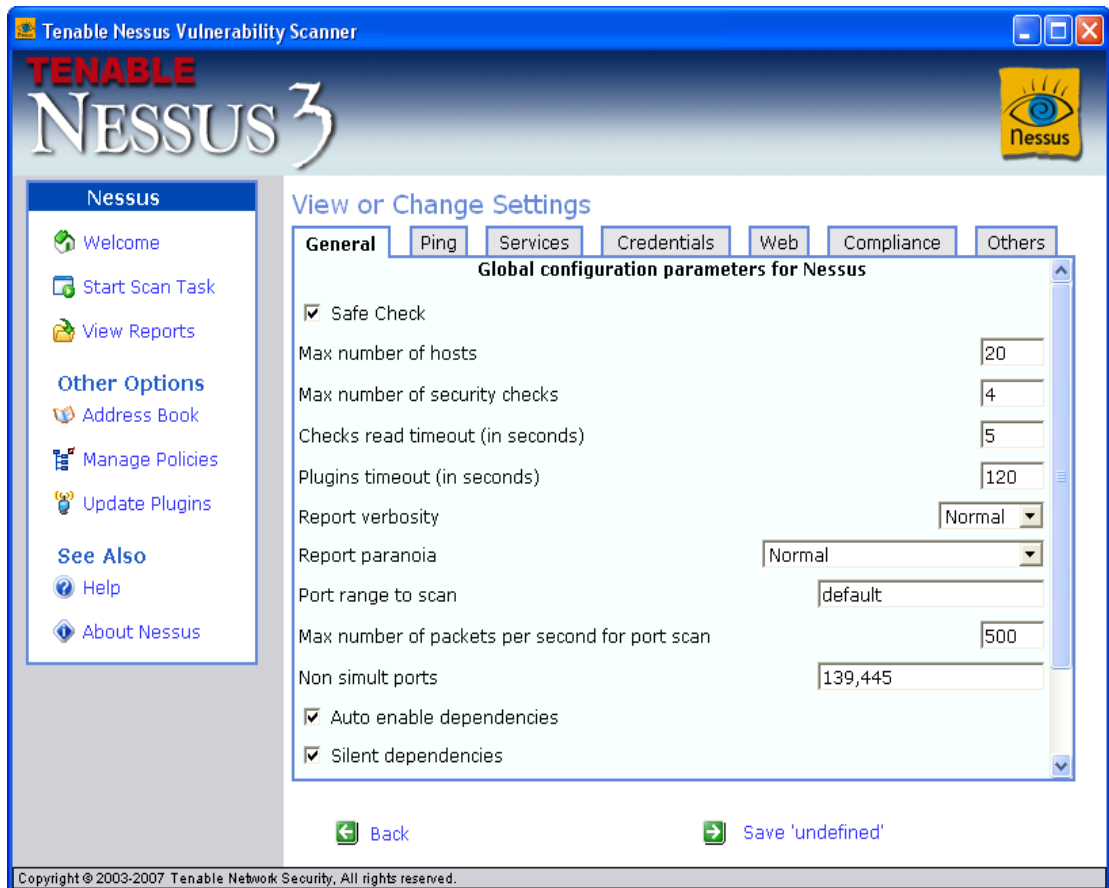 Tenable Nessus Vulnerability Scanner
TENABLE
NESSUS 3
Nessus
Nessus
Welcome
Start Scan Task
View Reports
Other Options
Address Book
Manage Policies
Update Plugins
See Also
Help
About Nessus
View or Change Settings
General Ping Services Credentials Web Compliance Others
Global configuration parameters for Nessus
Safe Check
Max number of hosts 20
Max number of security checks 4
Checks read timeout (in seconds) 5
Plugins timeout (in seconds) 120
Report verbosity Normal
Report paranoia Normal
Port range to scan default
Max number of packets per second for port scan 500
Non simult ports 139,445
Auto enable dependencies
Silent dependencies
Back Save 'undefined'
Copyright © 2003-2007 Tenable Network Security, All rights reserved.